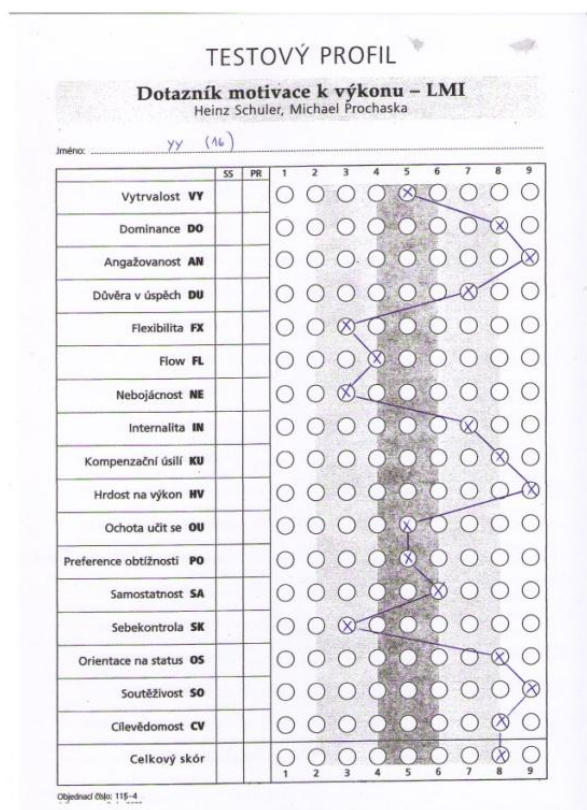 TESTOVÝ PROFIL
Dotazník motivace k výkonu – LMI
Heinz Schuler, Michael Prochaska
Jméno: YY (16)
SS PR 1 2 3 4 5 6 7 8 9
Vytrvalost VY
Dominance DO
Angažovanost AN
Důvěra v úspěch DU
Flexibilita FX
Flow FL
Nebojácnost NE
Internalita IN
Kompenzační úsilí KU
Hrdost na výkon HV
Ochota učit se OU
Preference obtížnosti PO
Samostatnost SA
Sebekontrola SK
Orientace na status OS
Soutěživost SO
Cílevědomost CV
Celkový skór
1 2 3 4 5 6 7 8 9
Objednací číslo: 115-4